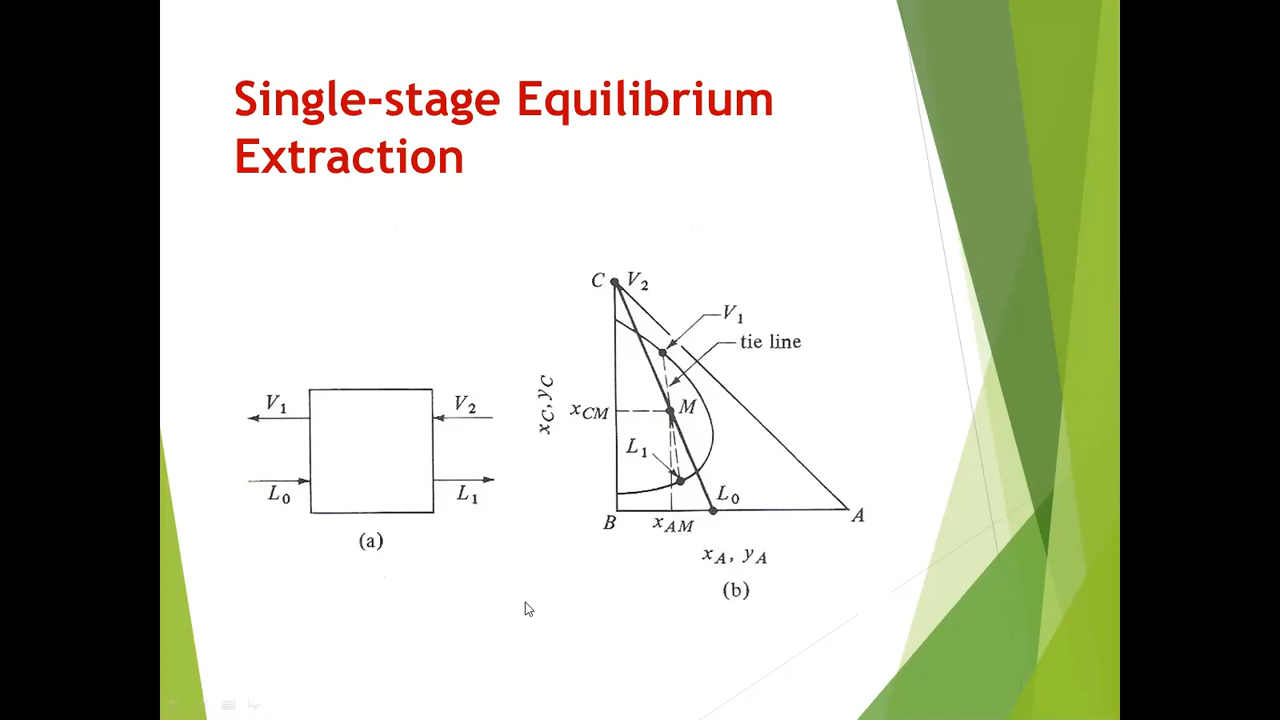 Single-stage Equilibrium
Extraction
V₁
V₂
L₀
L₁
(a)
C V₂
V₁
tie line
x_C, y_C
x_CM
M
L₁
L₀
B
x_AM
A
x_A, y_A
(b)